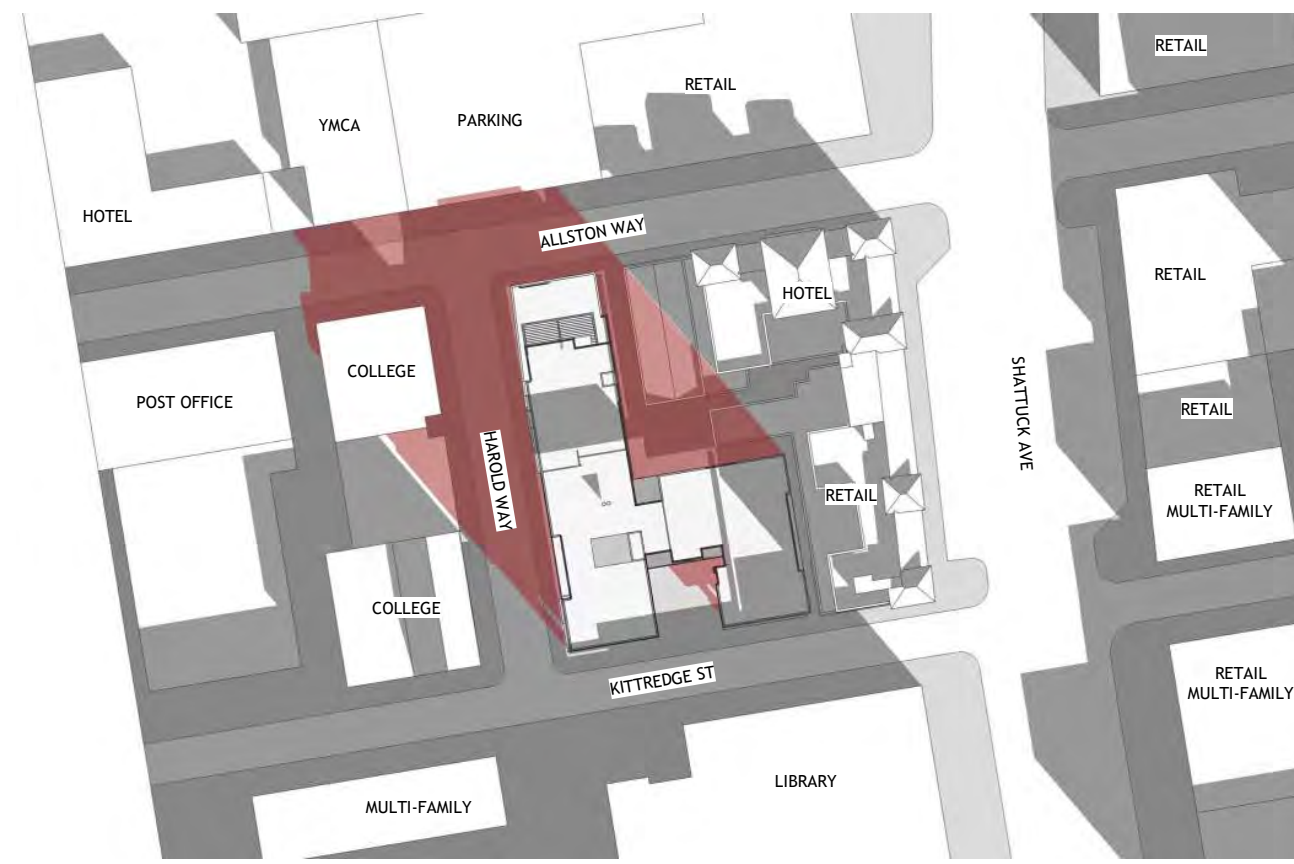 RETAIL
RETAIL
YMCA
PARKING
HOTEL
ALLSTON WAY
RETAIL
HOTEL
COLLEGE
POST OFFICE
SHATTUCK AVE
RETAIL
HAROLD WAY
RETAIL
RETAIL
MULTI-FAMILY
COLLEGE
KITTREDGE ST
RETAIL
MULTI-FAMILY
LIBRARY
MULTI-FAMILY